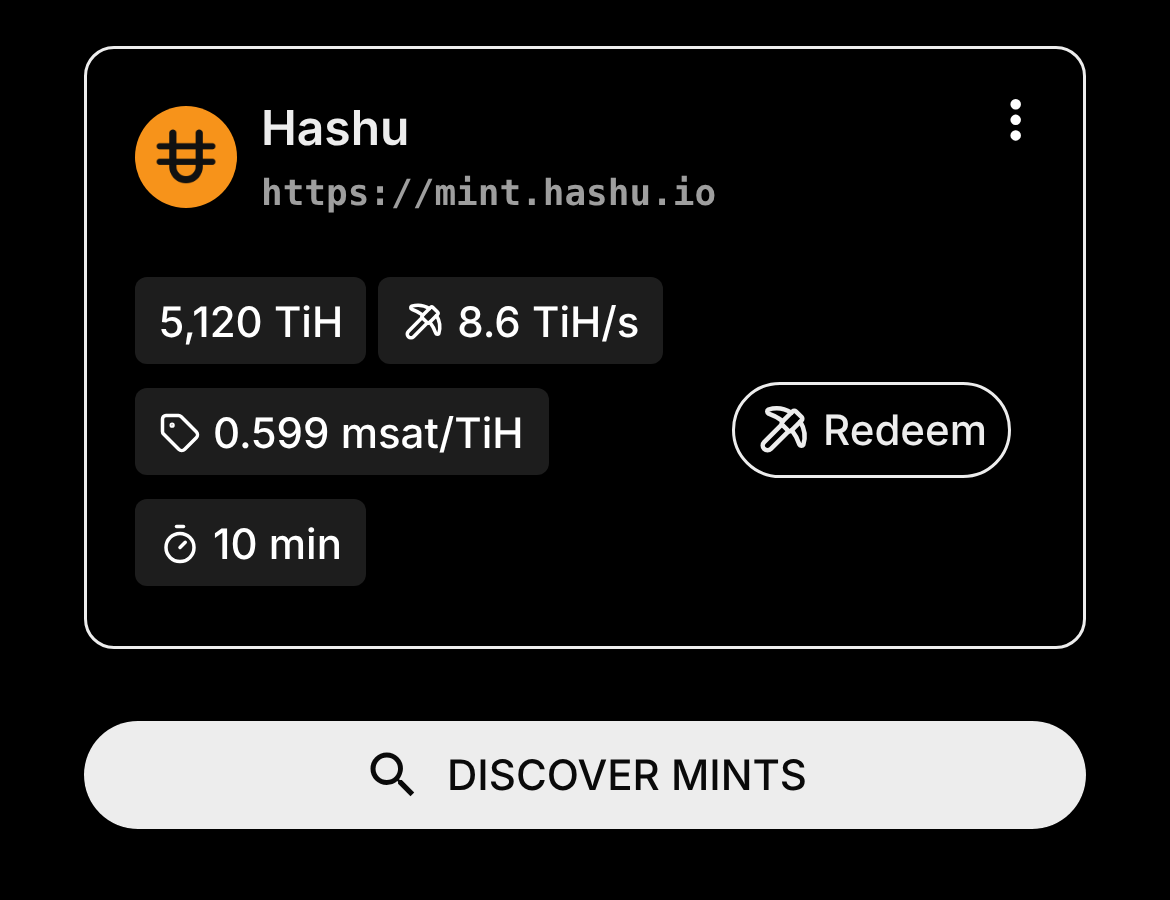 Hashu
https://mint.hashu.io
5,120 TiH
8.6 TiH/s
0.599 msat/TiH
Redeem
10 min
DISCOVER MINTS